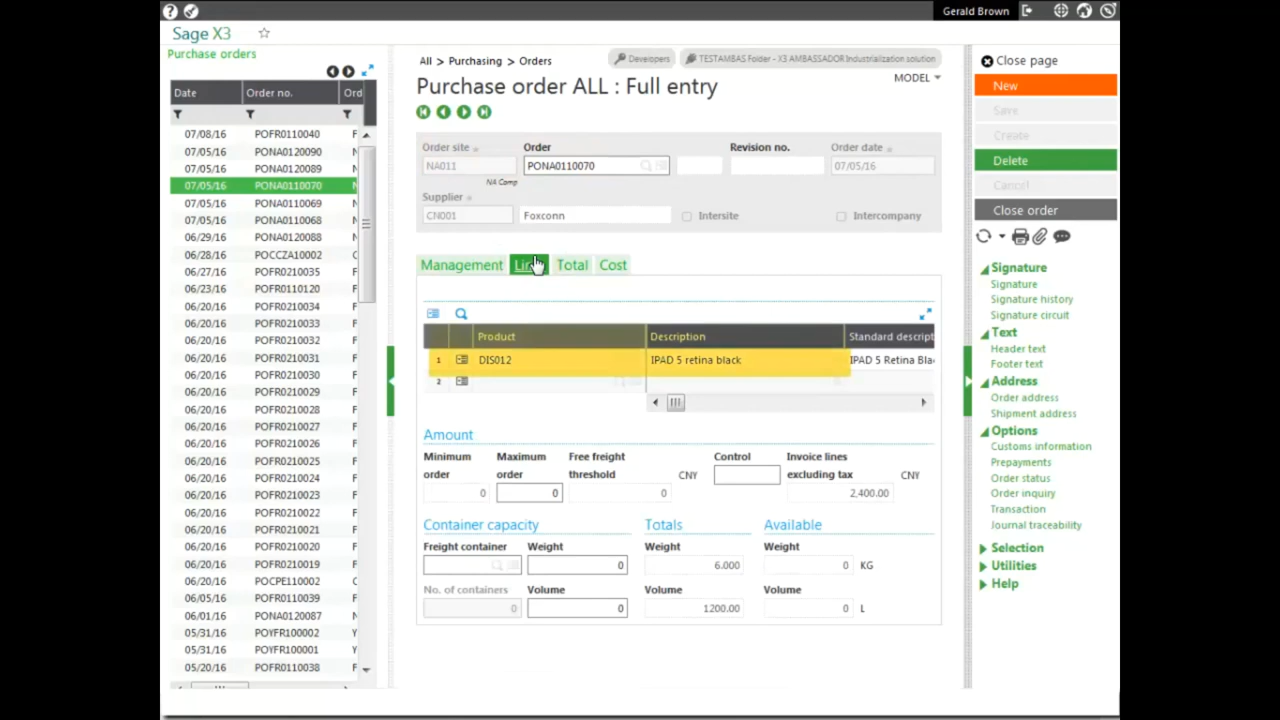 Gerald Brown
Sage X3
Purchase orders
Date Order no. Ord
07/08/16 POFR0110040 F
07/05/16 PONA0120090 N
07/05/16 PONA0120089 N
07/05/16 PONA0110070 N
07/05/16 PONA0110069 N
07/05/16 PONA0110068 N
06/29/16 PONA0120088 N
06/28/16 POCCZA10002 C
06/27/16 POFR0210035 F
06/23/16 POFR0110120 F
06/20/16 POFR0210034 F
06/20/16 POFR0210033 F
06/20/16 POFR0210032 F
06/20/16 POFR0210031 F
06/20/16 POFR0210030 F
06/20/16 POFR0210029 F
06/20/16 POFR0210028 F
06/20/16 POFR0210027 F
06/20/16 POFR0210026 F
06/20/16 POFR0210025 F
06/20/16 POFR0210024 F
06/20/16 POFR0210023 F
06/20/16 POFR0210022 F
06/20/16 POFR0210021 F
06/20/16 POFR0210020 F
06/20/16 POFR0210019 F
06/20/16 POCPE110002 C
06/05/16 POFR0110039 F
06/01/16 PONA0120087 N
05/31/16 POYFR100002 Y
05/31/16 POYFR100001 Y
05/20/16 POFR0110038 F
All > Purchasing > Orders
Developers
TESTAMBAS Folder - X3 AMBASSADOR Industrialization solution
Purchase order ALL : Full entry
MODEL
Order site Order Revision no. Order date
NA011 PONA0110070 07/05/16
NA Comp
Supplier
CN001 Foxconn Intersite Intercompany
Management Total Cost
Product Description Standard descript
1 DIS012 IPAD 5 retina black IPAD 5 Retina Bla
2
Amount
Minimum order Maximum order Free freight threshold CNY Control Invoice lines excluding tax CNY
0 0 0 2,400.00
Container capacity Totals Available
Freight container Weight Weight Weight
0 6.000 0 KG
No. of containers Volume Volume Volume
0 0 1200.00 0 L
Close page
New
Save
Create
Delete
Cancel
Close order
Signature
Signature
Signature history
Signature circuit
Text
Header text
Footer text
Address
Order address
Shipment address
Options
Customs information
Prepayments
Order status
Order inquiry
Transaction
Journal traceability
Selection
Utilities
Help